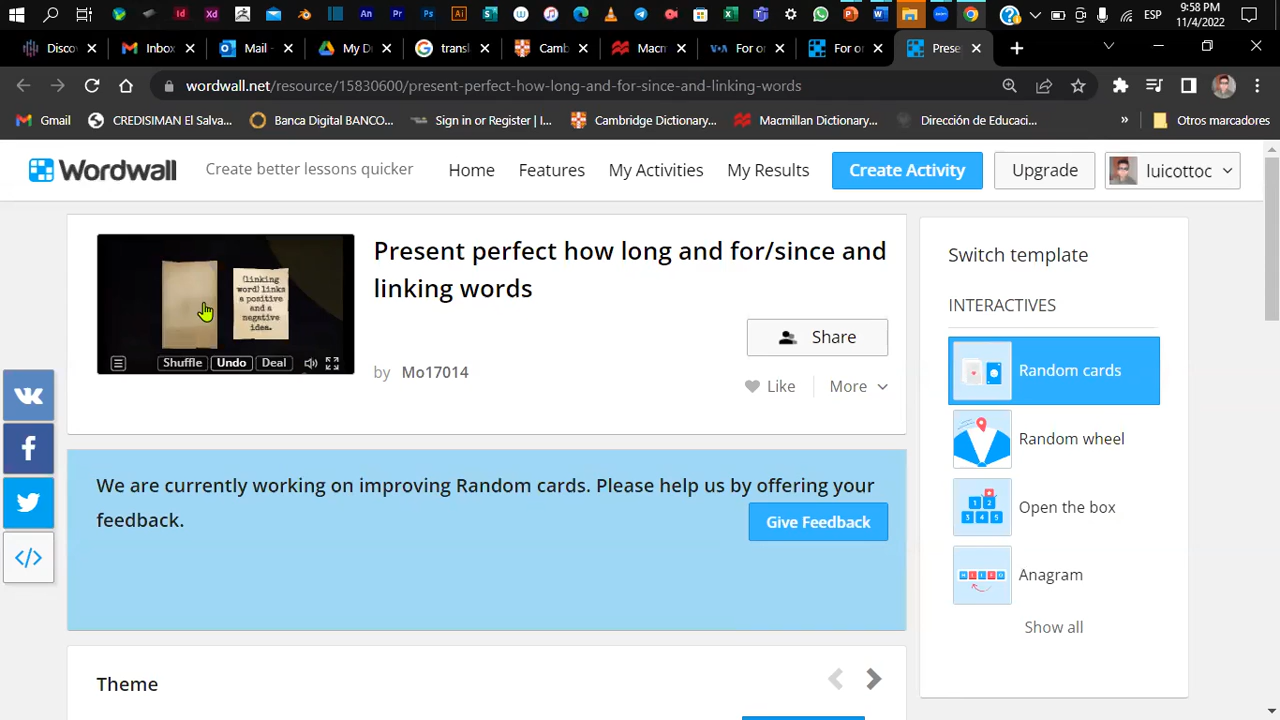 9:58 PM
ESP
11/4/2022
Disco
Inbox
Mail -
My D
transl
Camb
Macm
For o
For o
Prese
wordwall.net/resource/15830600/present-perfect-how-long-and-for-since-and-linking-words
Gmail
CREDISIMAN El Salva...
Banca Digital BANCO...
Sign in or Register | I...
Cambridge Dictionary...
Macmillan Dictionary...
Dirección de Educaci...
»
Otros marcadores
Wordwall
Create better lessons quicker
Home
Features
My Activities
My Results
Create Activity
Upgrade
luicottoc
Present perfect how long and for/since and
linking words
(linking
word) links
a positive
and a
negative
idea.
Shuffle
Undo
Deal
Share
by Mo17014
Like
More
We are currently working on improving Random cards. Please help us by offering your
feedback.
Give Feedback
Theme
Switch template
INTERACTIVES
Random cards
Random wheel
Open the box
Anagram
Show all